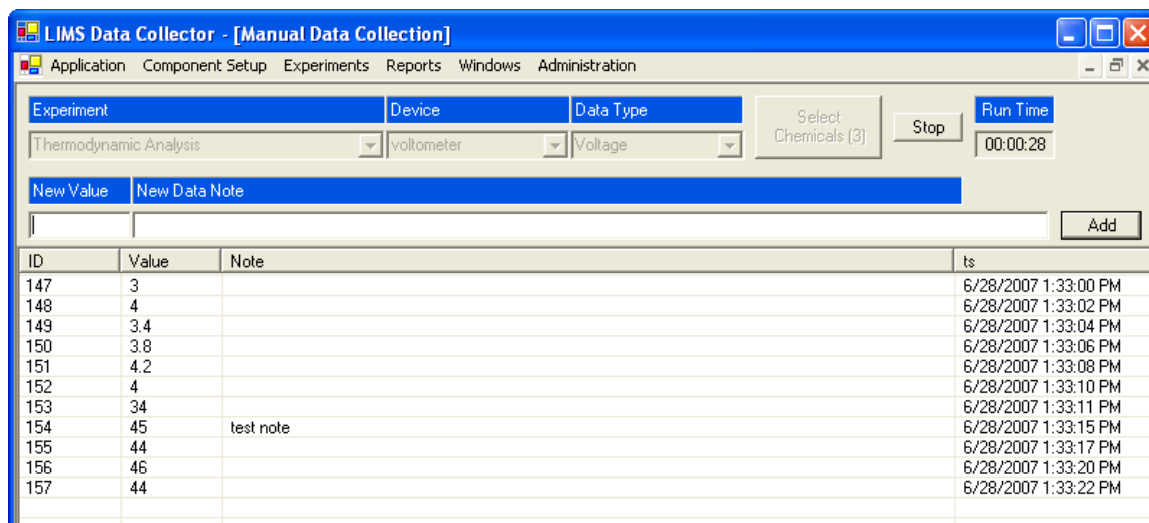 LIMS Data Collector - [Manual Data Collection]
Application Component Setup Experiments Reports Windows Administration
Experiment Device Data Type Select Chemicals (3) Stop Run Time
Thermodynamic Analysis voltometer Voltage 00:00:28
New Value New Data Note
Add
ID Value Note ts
147 3 6/28/2007 1:33:00 PM
148 4 6/28/2007 1:33:02 PM
149 3.4 6/28/2007 1:33:04 PM
150 3.8 6/28/2007 1:33:06 PM
151 4.2 6/28/2007 1:33:08 PM
152 4 6/28/2007 1:33:10 PM
153 34 6/28/2007 1:33:11 PM
154 45 test note 6/28/2007 1:33:15 PM
155 44 6/28/2007 1:33:17 PM
156 46 6/28/2007 1:33:20 PM
157 44 6/28/2007 1:33:22 PM